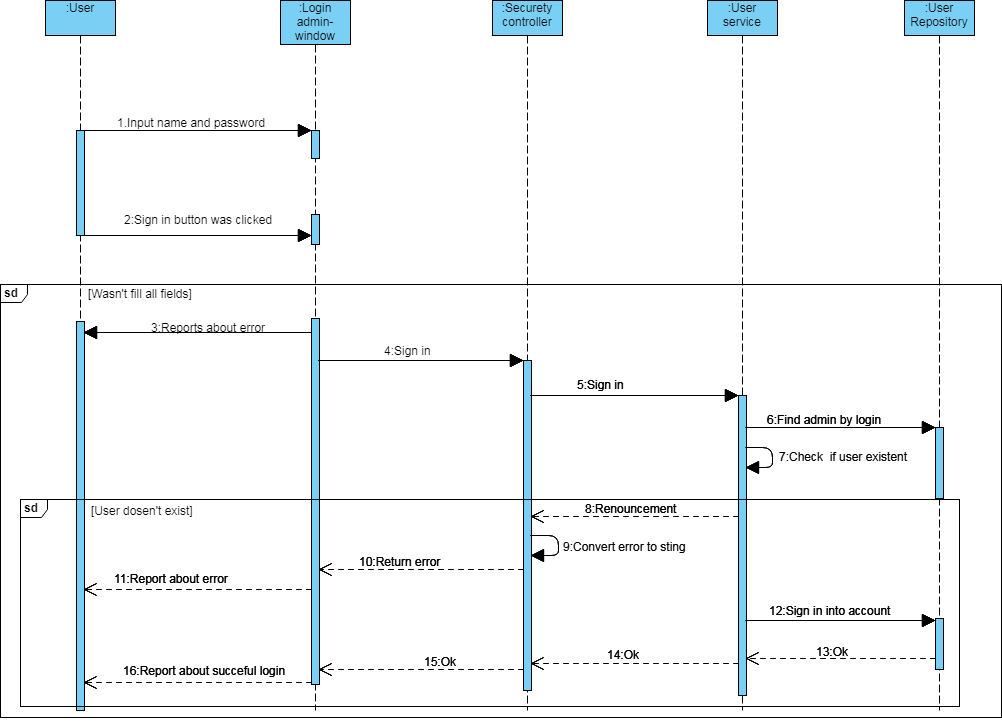 :User
:Login
admin-
window
:Securety
controller
:User
service
:User
Repository
1.Input name and password
2:Sign in button was clicked
sd
[Wasn't fill all fields]
3:Reports about error
4:Sign in
5:Sign in
6:Find admin by login
7:Check if user existent
sd
[User dosen't exist]
8:Renouncement
9:Convert error to sting
10:Return error
11:Report about error
12:Sign in into account
13:Ok
14:Ok
15:Ok
16:Report about succeful login